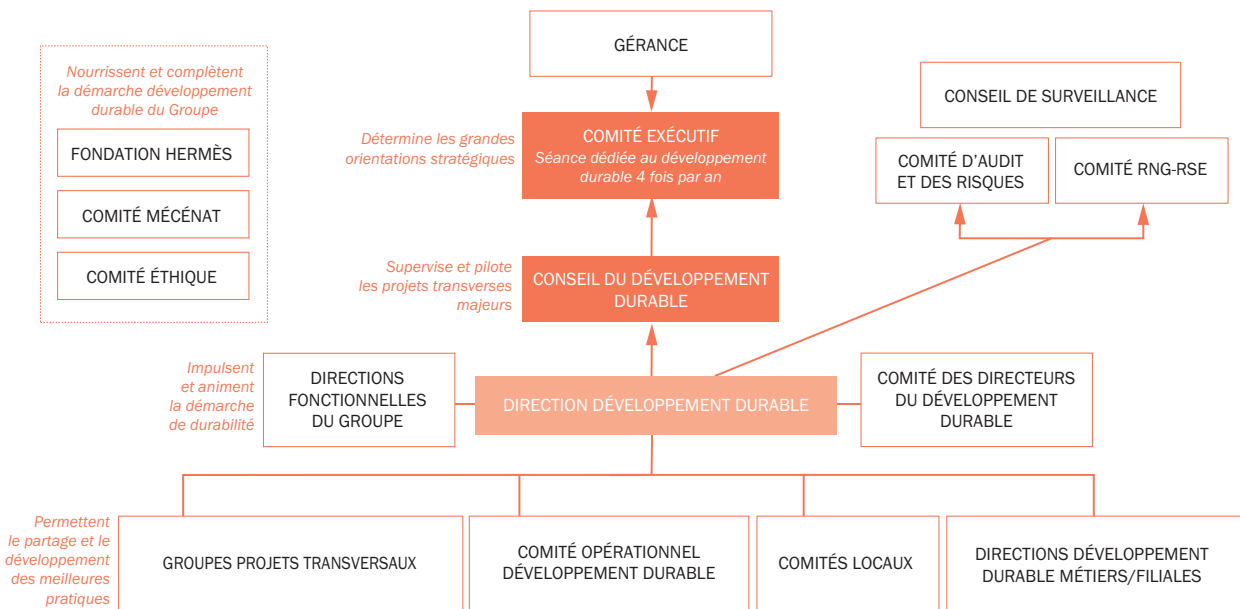 Nourrissent et complètent
la démarche développement
durable du Groupe
FONDATION HERMÈS
COMITÉ MÉCÉNAT
COMITÉ ÉTHIQUE
GÉRANCE
Détermine les grandes
orientations stratégiques
COMITÉ EXÉCUTIF
Séance dédiée au développement
durable 4 fois par an
CONSEIL DE SURVEILLANCE
COMITÉ D'AUDIT
ET DES RISQUES
COMITÉ RNG-RSE
Supervise et pilote
les projets transverses
majeurs
CONSEIL DU DÉVELOPPEMENT
DURABLE
Impulsent
et animent
la démarche
de durabilité
DIRECTIONS
FONCTIONNELLES
DU GROUPE
DIRECTION DÉVELOPPEMENT DURABLE
COMITÉ DES DIRECTEURS
DU DÉVELOPPEMENT
DURABLE
Permettent
le partage et le
développement
des meilleures
pratiques
GROUPES PROJETS TRANSVERSAUX
COMITÉ OPÉRATIONNEL
DÉVELOPPEMENT DURABLE
COMITÉS LOCAUX
DIRECTIONS DÉVELOPPEMENT
DURABLE MÉTIERS/FILIALES